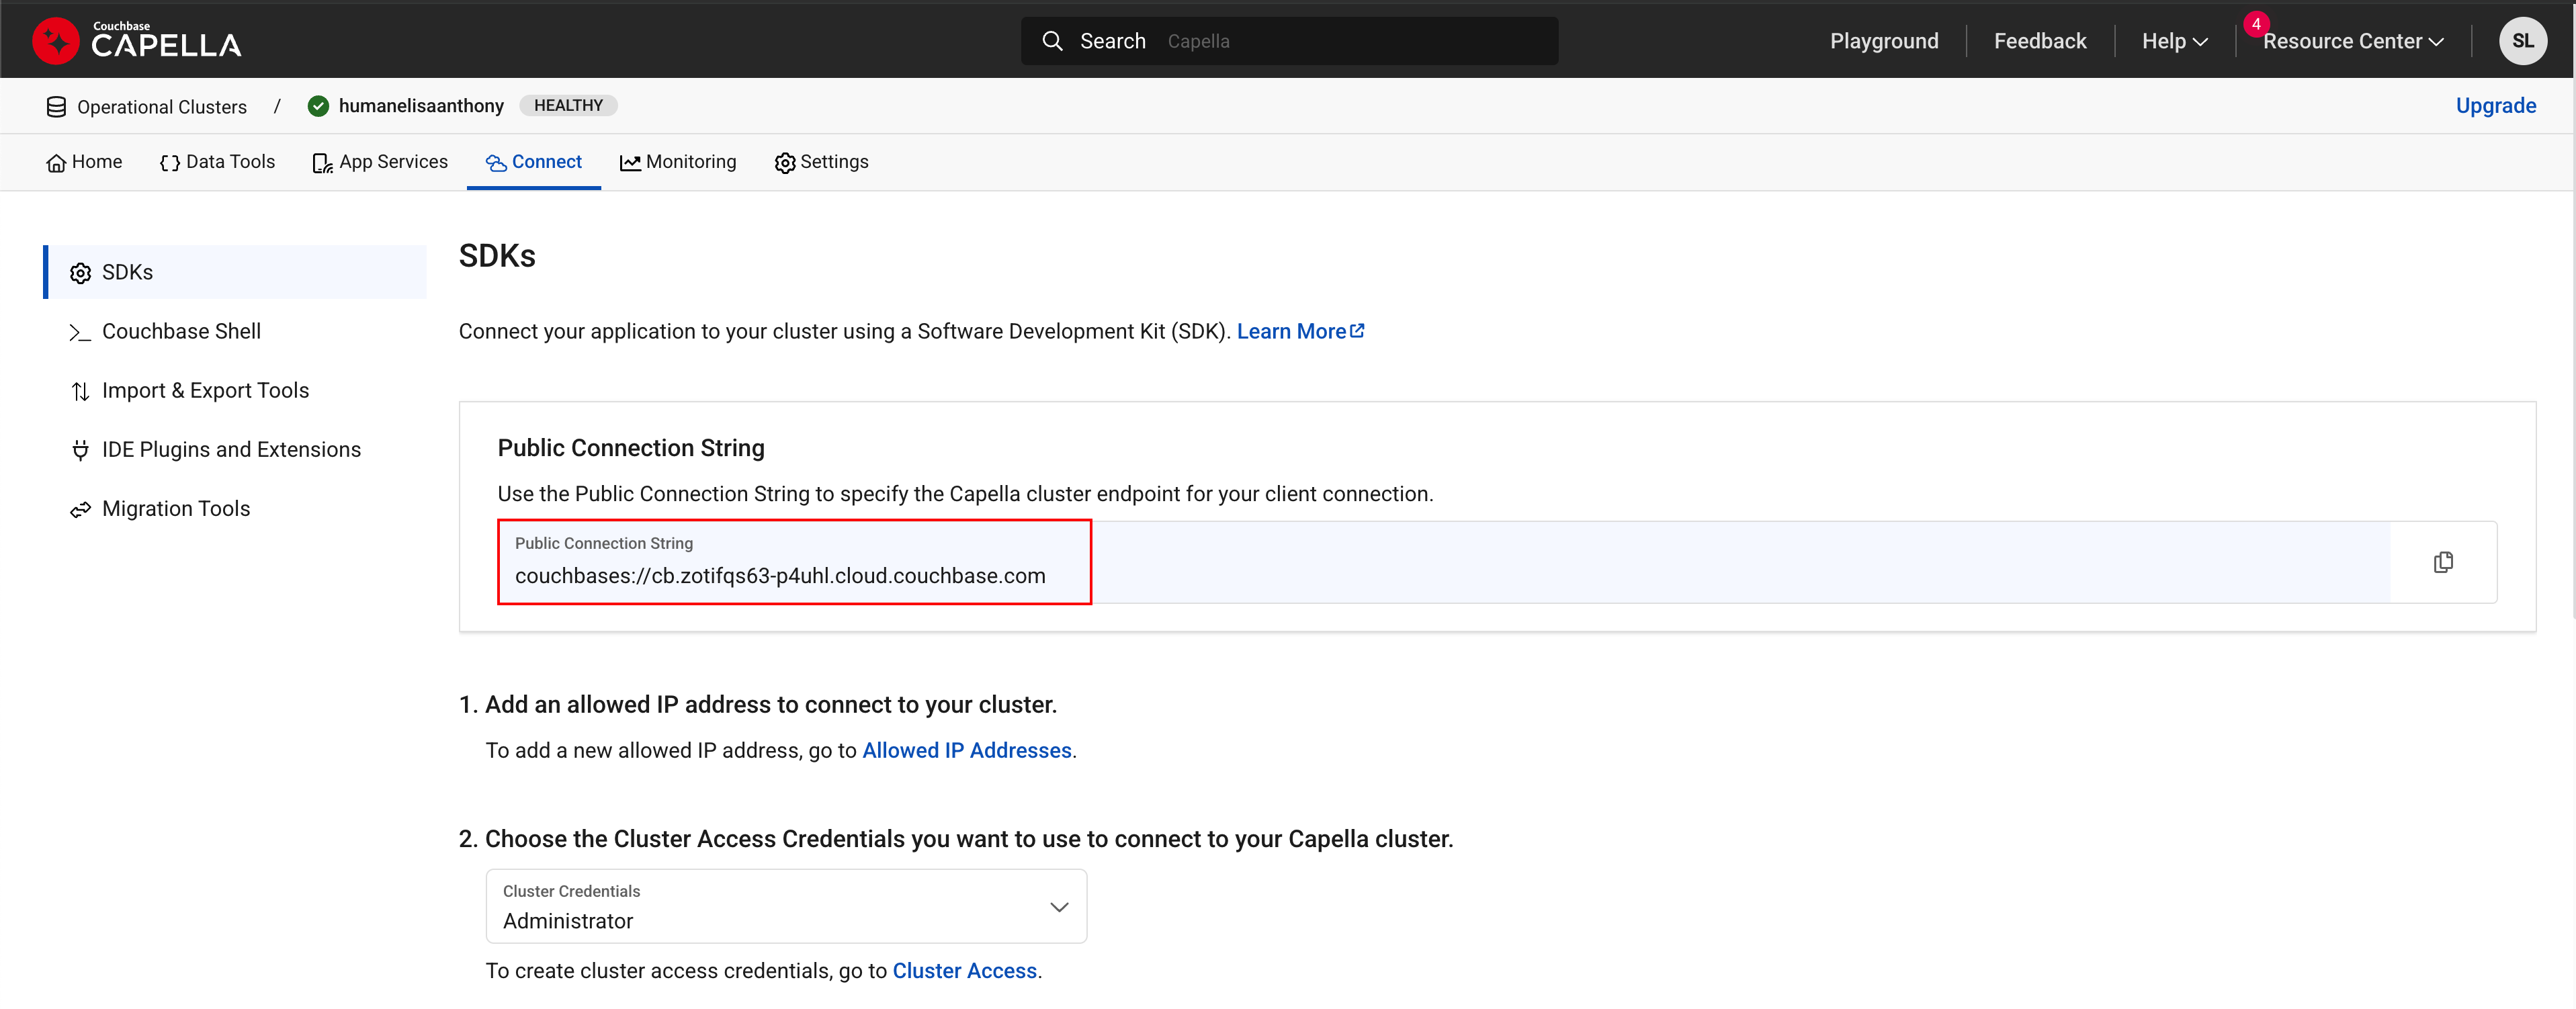 Couchbase
CAPELLA
Search Capella
Playground
Feedback
Help
4
Resource Center
SL
Operational Clusters / humanelisaanthony HEALTHY
Upgrade
Home
Data Tools
App Services
Connect
Monitoring
Settings
SDKs
Couchbase Shell
Import & Export Tools
IDE Plugins and Extensions
Migration Tools
SDKs
Connect your application to your cluster using a Software Development Kit (SDK). Learn More
Public Connection String
Use the Public Connection String to specify the Capella cluster endpoint for your client connection.
Public Connection String
couchbases://cb.zotifqs63-p4uhl.cloud.couchbase.com
1. Add an allowed IP address to connect to your cluster.
To add a new allowed IP address, go to Allowed IP Addresses.
2. Choose the Cluster Access Credentials you want to use to connect to your Capella cluster.
Cluster Credentials
Administrator
To create cluster access credentials, go to Cluster Access.